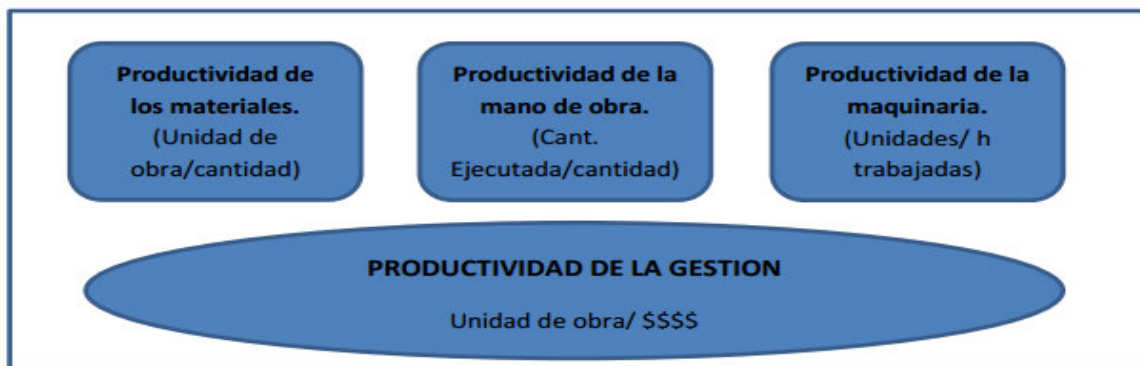 Productividad de
los materiales.
(Unidad de
obra/cantidad)
Productividad de la
mano de obra.
(Cant.
Ejecutada/cantidad)
Productividad de la
maquinaria.
(Unidades/ h
trabajadas)
PRODUCTIVIDAD DE LA GESTION
Unidad de obra/ $$$$